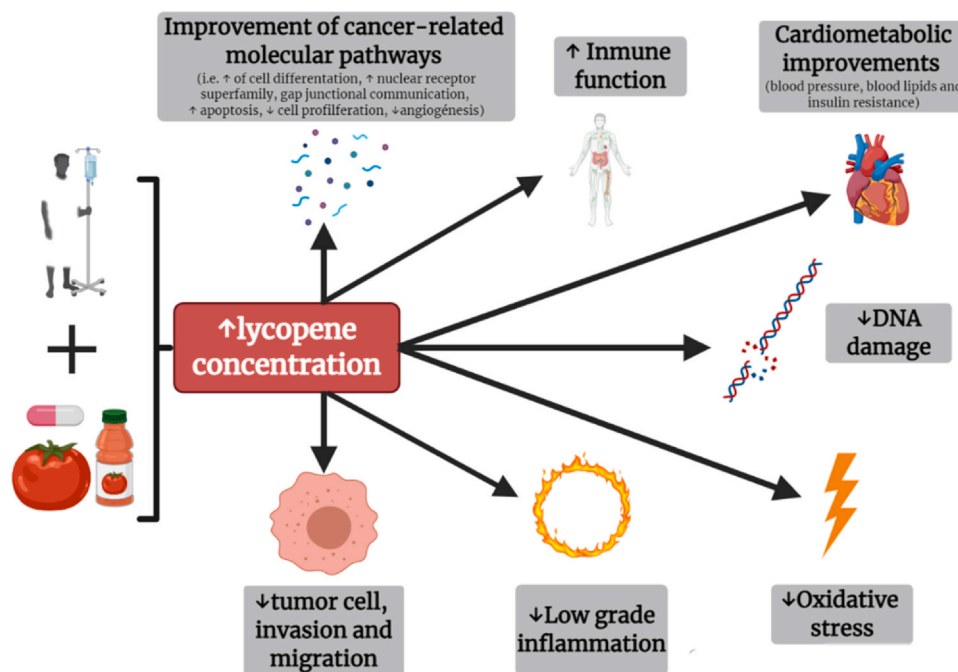 Improvement of cancer-related
molecular pathways
(i.e. ↑ of cell differentation, ↑ nuclear receptor
superfamily, gap junctional communication,
↑ apoptosis, ↓ cell profilferation, ↓angiogénesis)
↑ Inmune
function
Cardiometabolic
improvements
(blood pressure, blood lipids and
insulin resistance)
↑lycopene
concentration
↓DNA
damage
↓tumor cell,
invasion and
migration
↓Low grade
inflammation
↓Oxidative
stress